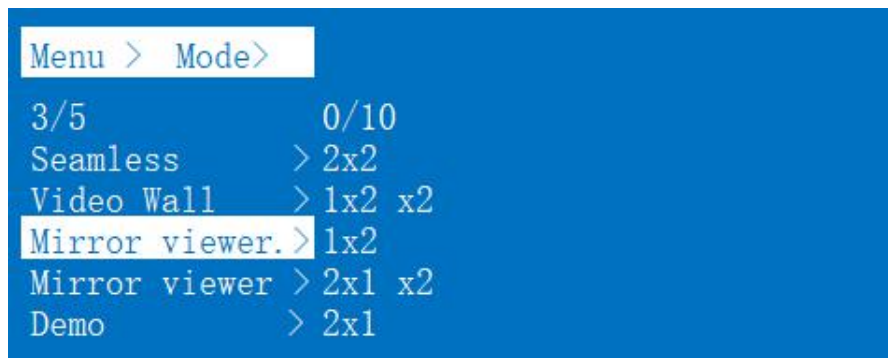 Menu > Mode>
3/5 0/10
Seamless > 2x2
Video Wall > 1x2 x2
Mirror viewer. > 1x2
Mirror viewer > 2x1 x2
Demo > 2x1